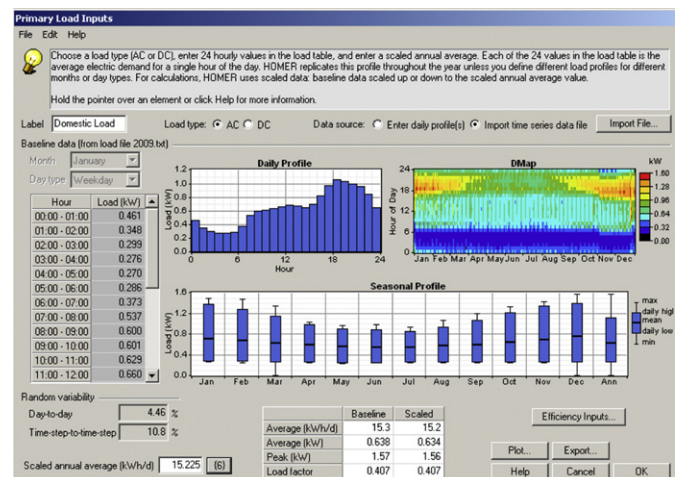 Primary Load Inputs
File Edit Help
Choose a load type (AC or DC), enter 24 hourly values in the load table, and enter a scaled annual average. Each of the 24 values in the load table is the
average electric demand for a single hour of the day. HOMER replicates this profile throughout the year unless you define different load profiles for different
months or day types. For calculations, HOMER uses scaled data: baseline data scaled up or down to the scaled annual average value.
Hold the pointer over an element or click Help for more information.
Label Domestic Load Load type: AC DC Data source: Enter daily profile(s) Import time series data file Import File...
Baseline data (from load file 2009.txt)
Month January
Day type Weekday
Hour Load (kW)
00:00 - 01:00 0.461
01:00 - 02:00 0.348
02:00 - 03:00 0.299
03:00 - 04:00 0.276
04:00 - 05:00 0.270
05:00 - 06:00 0.286
06:00 - 07:00 0.373
07:00 - 08:00 0.537
08:00 - 09:00 0.600
09:00 - 10:00 0.601
10:00 - 11:00 0.629
11:00 - 12:00 0.660
Daily Profile
Load (kW)
1.2
1.0
0.8
0.6
0.4
0.2
0.0
0 6 12 18 24
Hour
DMap
Hour of Day
24
18
12
6
0
Jan Feb Mar Apr May Jun Jul Aug Sep Oct Nov Dec
kW
1.60
1.28
0.96
0.64
0.32
0.00
Seasonal Profile
Load (kW)
1.6
1.2
0.8
0.4
0.0
Jan Feb Mar Apr May Jun Jul Aug Sep Oct Nov Dec Ann
max
daily high
mean
daily low
min
Random variability
Day-to-day 4.46 %
Time-step-to-time-step 10.8 %
Scaled annual average (kWh/d) 15.225 {6}
Baseline Scaled
Average (kWh/d) 15.3 15.2
Average (kW) 0.638 0.634
Peak (kW) 1.57 1.56
Load factor 0.407 0.407
Efficiency Inputs...
Plot... Export...
Help Cancel OK